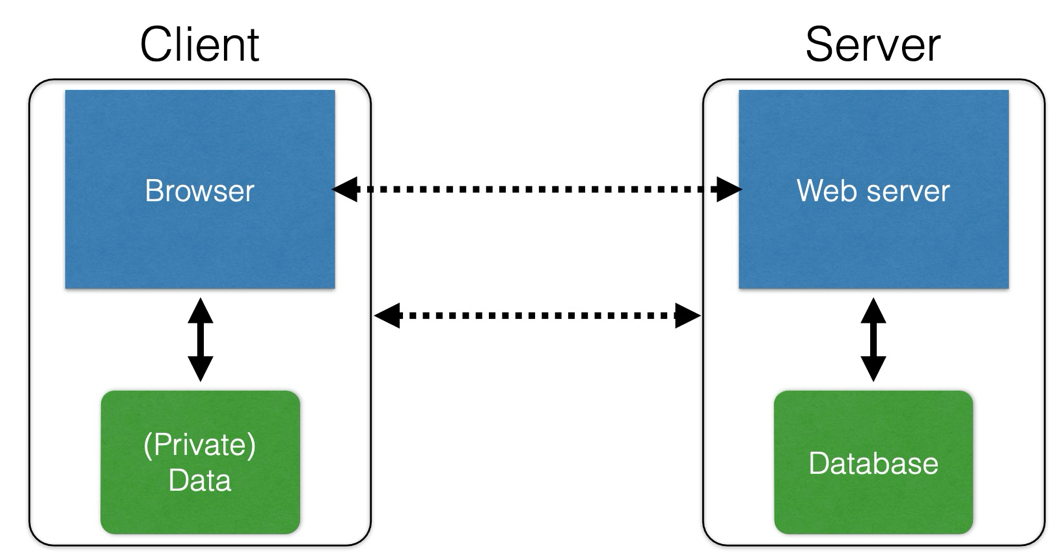 Client
Server
Browser
Web server
(Private)
Data
Database